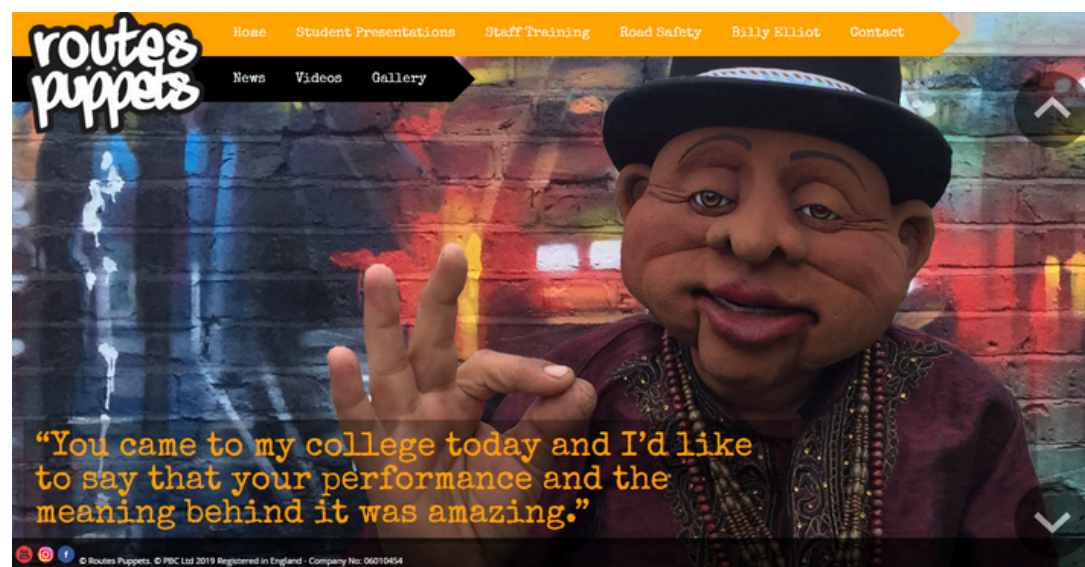 routes
puppets
Home Student Presentations Staff Training Road Safety Billy Elliot Contact
News Videos Gallery
“You came to my college today and I’d like
to say that your performance and the
meaning behind it was amazing.”
© Routes Puppets. © PBC Ltd 2019 Registered in England - Company No: 06010454